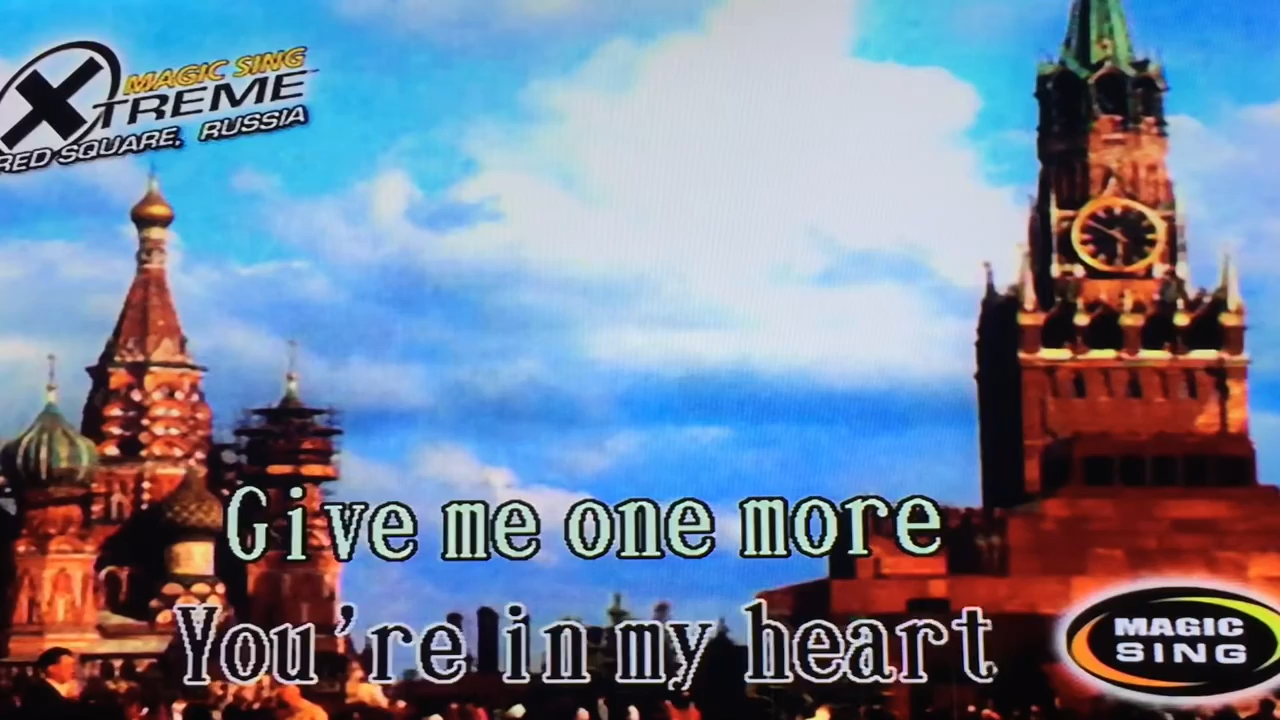 MAGIC SING
XTREME
RED SQUARE, RUSSIA
Give me one more
You're in my heart
MAGIC
SING